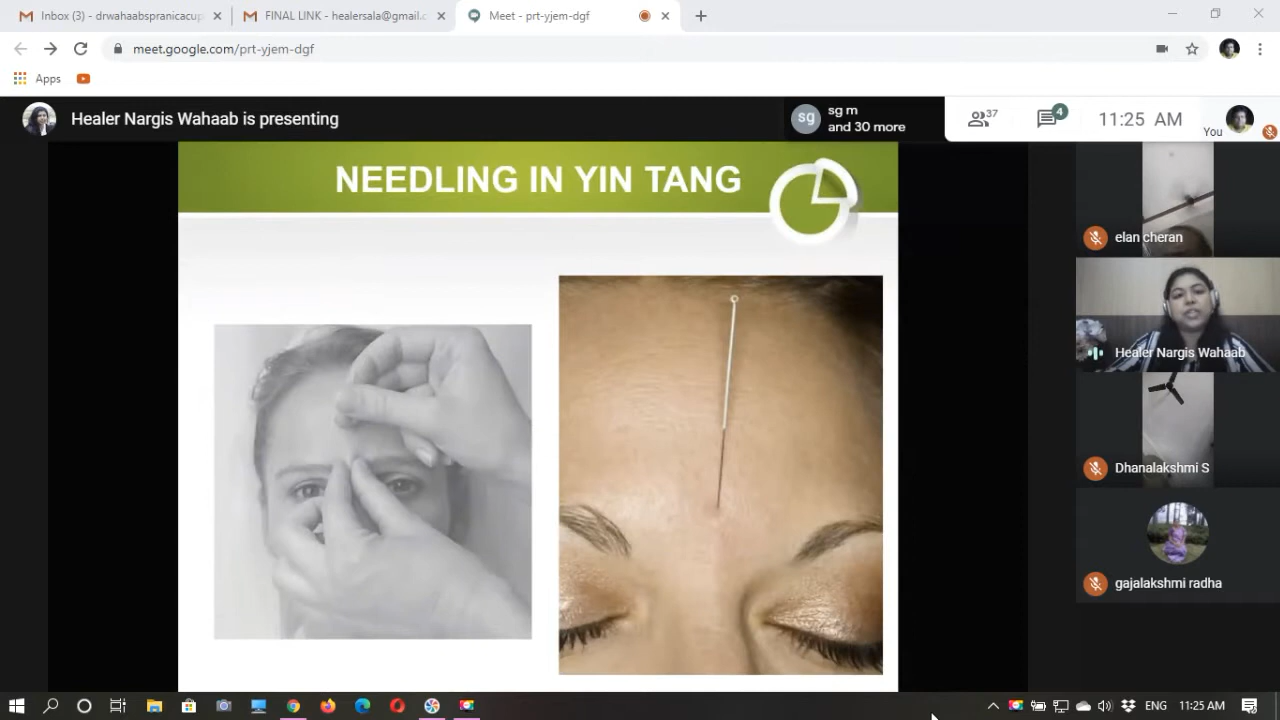 Inbox (3) - drwahaabspranicacup
FINAL LINK - healersala@gmail.c
Meet - prt-yjem-dgf
meet.google.com/prt-yjem-dgf
Apps
Healer Nargis Wahaab is presenting
sg
sg m
and 30 more
37
4
11:25 AM
You
NEEDLING IN YIN TANG
elan cheran
Healer Nargis Wahaab
Dhanalakshmi S
gajalakshmi radha
ENG
11:25 AM